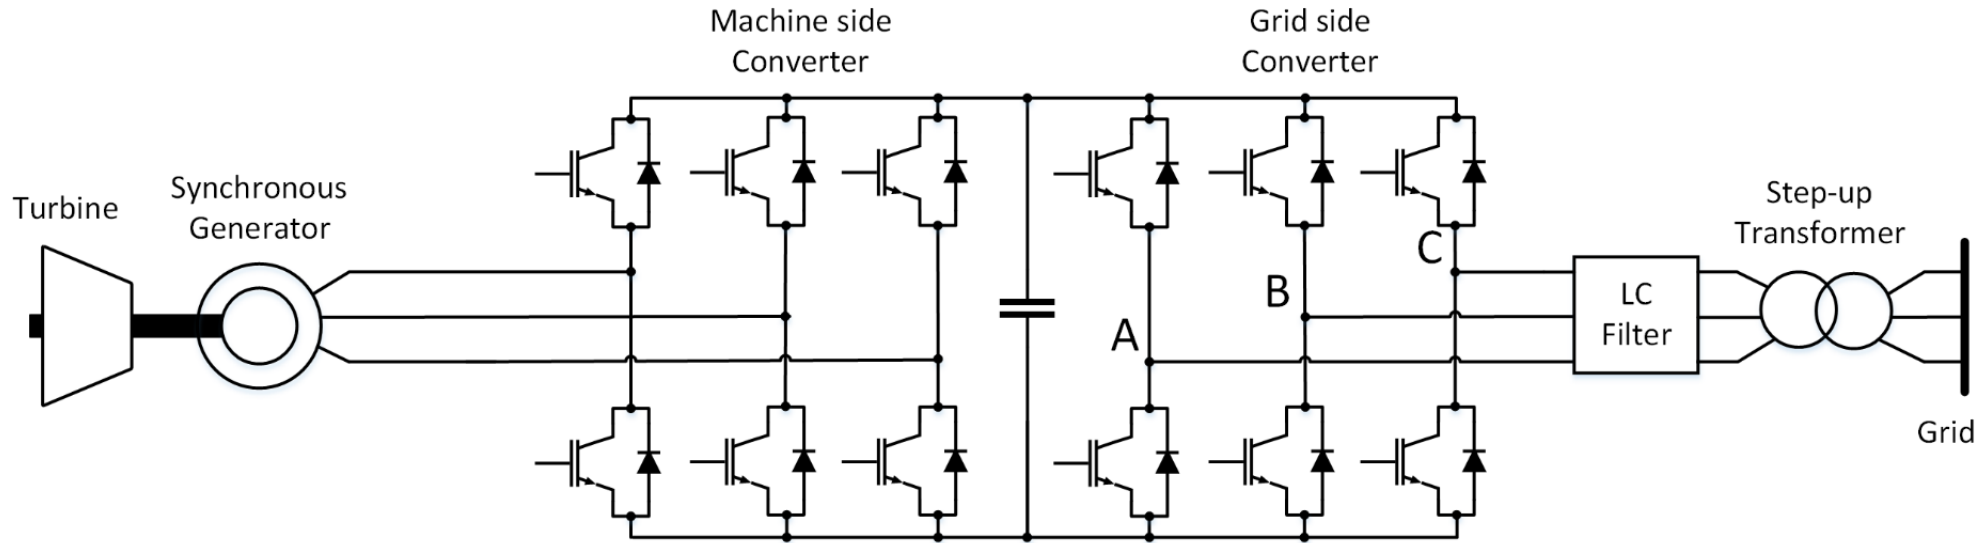 Machine side
Converter
Grid side
Converter
Turbine
Synchronous
Generator
Step-up
Transformer
A
B
C
LC
Filter
Grid